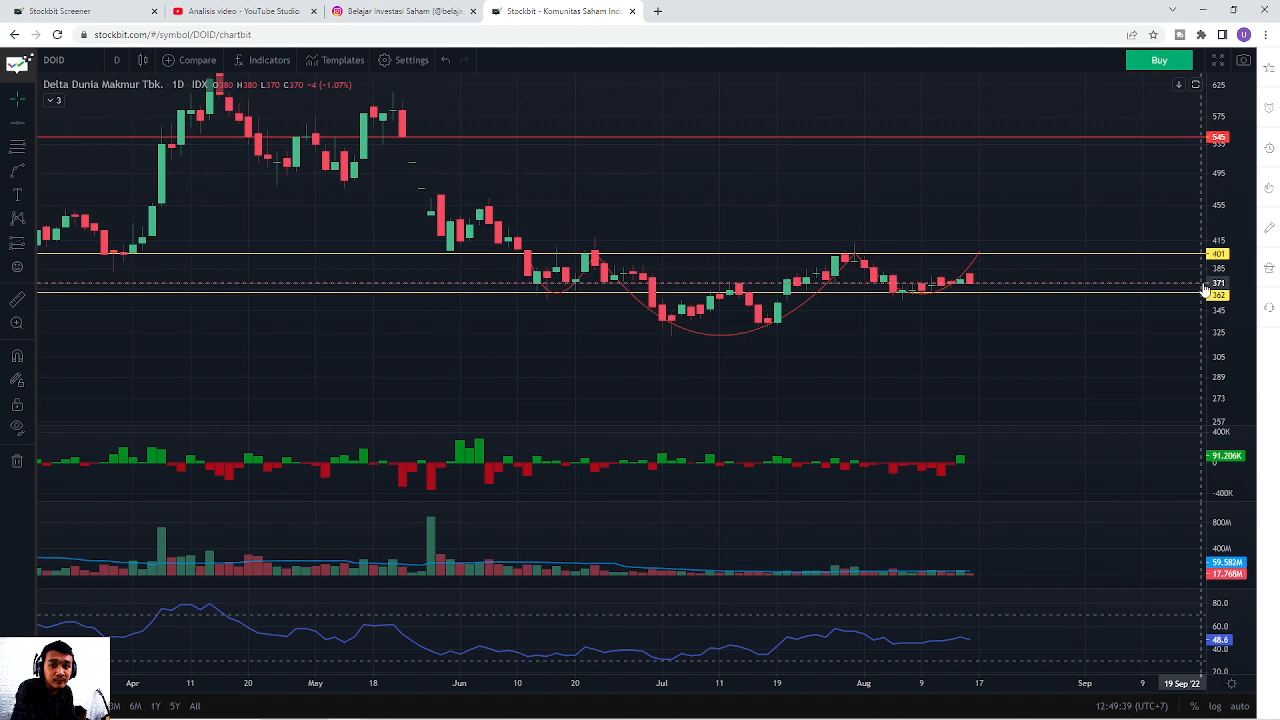 Stockbit Screener
Analisis video - YouTube Studio
Belajar Investasi Saham (@belaja
Stockbit - Komunitas Saham Indo
stockbit.com/#/symbol/DOID/chartbit
U
DOID
D
Compare
Indicators
Templates
Settings
Buy
Delta Dunia Makmur Tbk. 1D IDX O380 H380 L370 C370 -4 (-1.07%)
3
625
575
545
535
495
455
415
401
385
371
362
345
325
305
289
273
257
400K
91.206K
0
-400K
800M
400M
59.582M
17.768M
80.0
60.0
48.6
40.0
20.0
Apr
11
20
May
18
Jun
10
20
Jul
11
19
Aug
9
17
Sep
9
19 Sep '22
3M
6M
1Y
5Y
All
12:49:39 (UTC+7)
%
log
auto